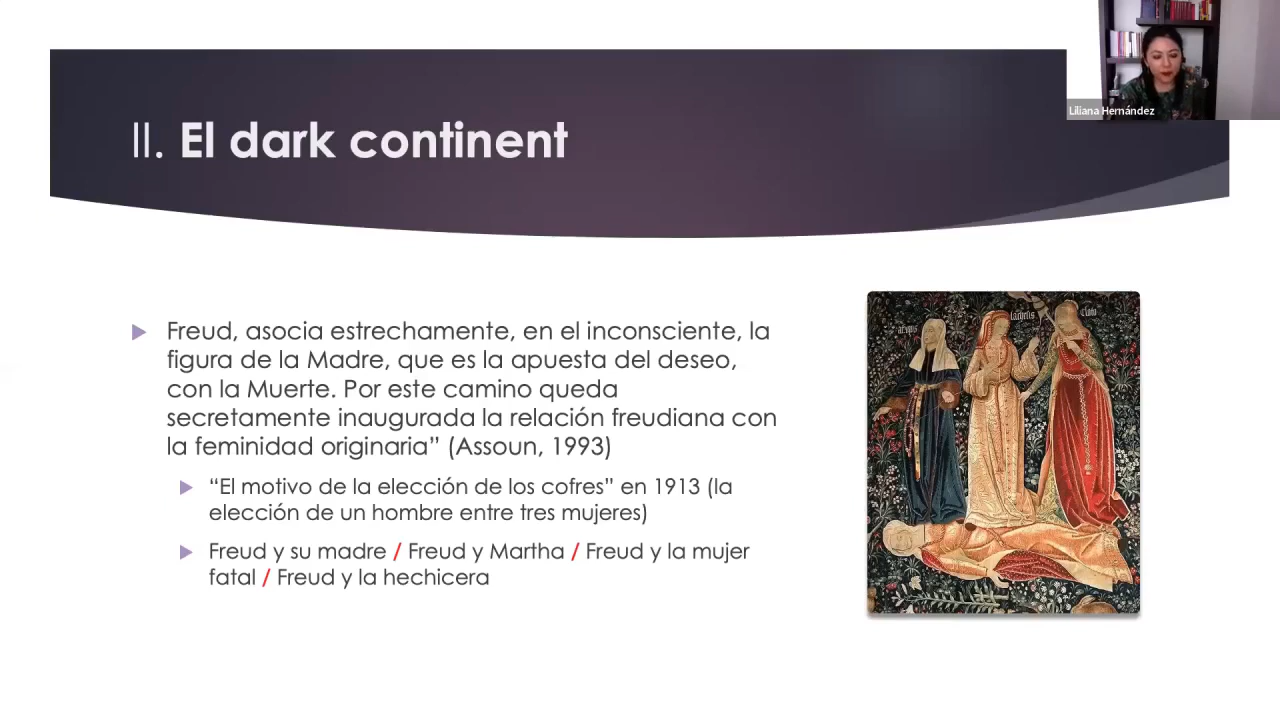 Liliana Hernández
II. El dark continent
Freud, asocia estrechamente, en el inconsciente, la
figura de la Madre, que es la apuesta del deseo,
con la Muerte. Por este camino queda
secretamente inaugurada la relación freudiana con
la feminidad originaria” (Assoun, 1993)
“El motivo de la elección de los cofres” en 1913 (la
elección de un hombre entre tres mujeres)
Freud y su madre / Freud y Martha / Freud y la mujer
fatal / Freud y la hechicera